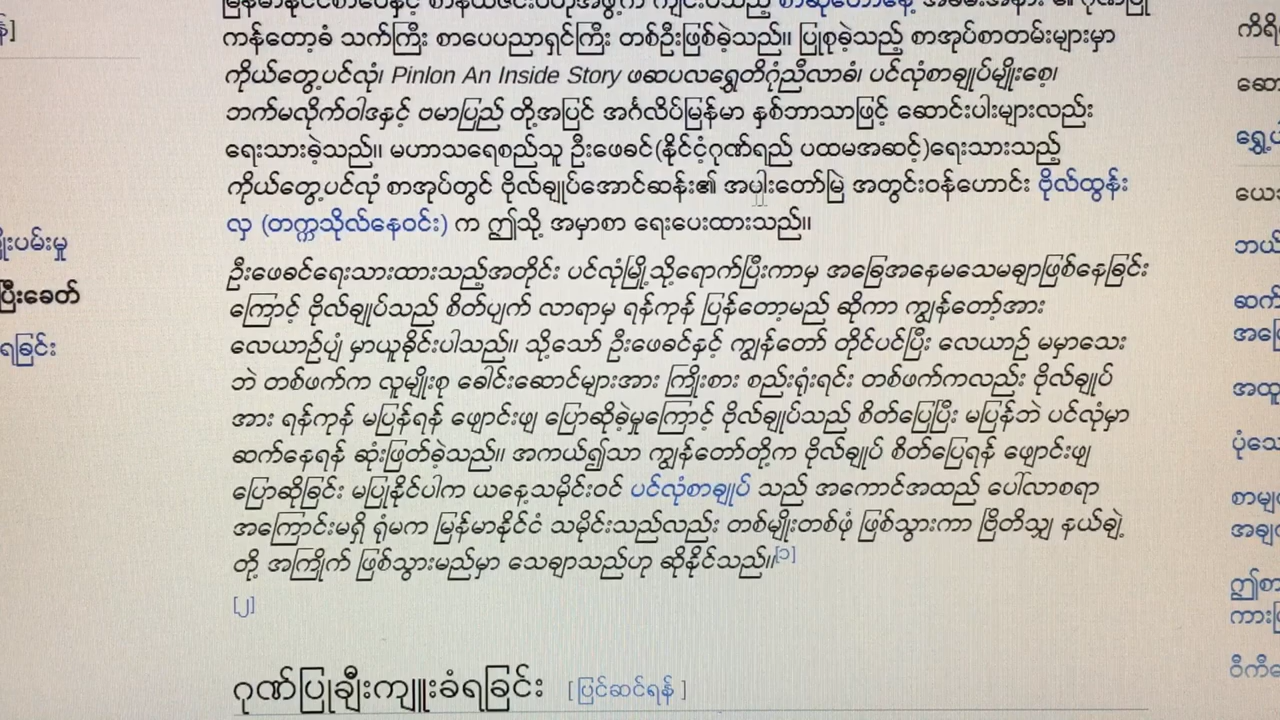 ကန်တော့ခံ သက်ကြီး စာပေပညာရှင်ကြီး တစ်ဦးဖြစ်ခဲ့သည်။ ပြုစုခဲ့သည့် စာအုပ်စာတမ်းများမှာ
ကိုယ်တွေ့ပင်လုံ၊ Pinlon An Inside Story ဖဆပလရွှေတိဂုံညီလာခံ၊ ပင်လုံစာချုပ်မျိုးစေ့၊
ဘက်မလိုက်ဝါဒနှင့် ဗမာပြည် တို့အပြင် အင်္ဂလိပ်မြန်မာ နှစ်ဘာသာဖြင့် ဆောင်းပါးများလည်း
ရေးသားခဲ့သည်။ မဟာသရေစည်သူ ဦးဖေခင်(နိုင်ငံ့ဂုဏ်ရည် ပထမအဆင့်)ရေးသားသည့်
ကိုယ်တွေ့ပင်လုံ စာအုပ်တွင် ဗိုလ်ချုပ်အောင်ဆန်း၏ အတွင်းဝန်ဟောင်း ဗိုလ်ထွန်း
လှ (တက္ကသိုလ်နေဝင်း) က ဤသို့ အမှာစာ ရေးပေးထားသည်။
ဦးဖေခင်ရေးသားထားသည့်အတိုင်း ပင်လုံမြို့သို့ရောက်ပြီးကာမှ အခြေအနေမသေမချာဖြစ်နေခြင်း
ကြောင့် ဗိုလ်ချုပ်သည် စိတ်ပျက် လာရာမှ ရန်ကုန် ပြန်တော့မည် ဆိုကာ ကျွန်တော့်အား
လေယာဉ်ပျံ မှာယူခိုင်းပါသည်။ သို့သော် ဦးဖေခင်နှင့် ကျွန်တော် တိုင်ပင်ပြီး လေယာဉ် မမှာသေး
ဘဲ တစ်ဖက်က လူမျိုးစု ခေါင်းဆောင်များအား ကြိုးစား စည်းရုံးရင်း တစ်ဖက်ကလည်း ဗိုလ်ချုပ်
အား ရန်ကုန် မပြန်ရန် ဖျောင်းဖျ ပြောဆိုခဲ့မှုကြောင့် ဗိုလ်ချုပ်သည် စိတ်ပြေပြီး မပြန်ဘဲ ပင်လုံမှာ
ဆက်နေရန် ဆုံးဖြတ်ခဲ့သည်။ အကယ်၍သာ ကျွန်တော်တို့က ဗိုလ်ချုပ် စိတ်ပြေရန် ဖျောင်းဖျ
ပြောဆိုခြင်း မပြုနိုင်ပါက ယနေ့သမိုင်းဝင် ပင်လုံစာချုပ် သည် အကောင်အထည် ပေါ်လာစရာ
အကြောင်းမရှိ ရုံမက မြန်မာနိုင်ငံ သမိုင်းသည်လည်း တစ်မျိုးတစ်ဖုံ ဖြစ်သွားကာ ဗြိတိသျှ နယ်ချဲ့
တို့ အကြိုက် ဖြစ်သွားမည်မှာ သေချာသည်ဟု ဆိုနိုင်သည်။[၁]
[၂]
ဂုဏ်ပြုချီးကျူးခံရခြင်း [ပြင်ဆင်ရန်]